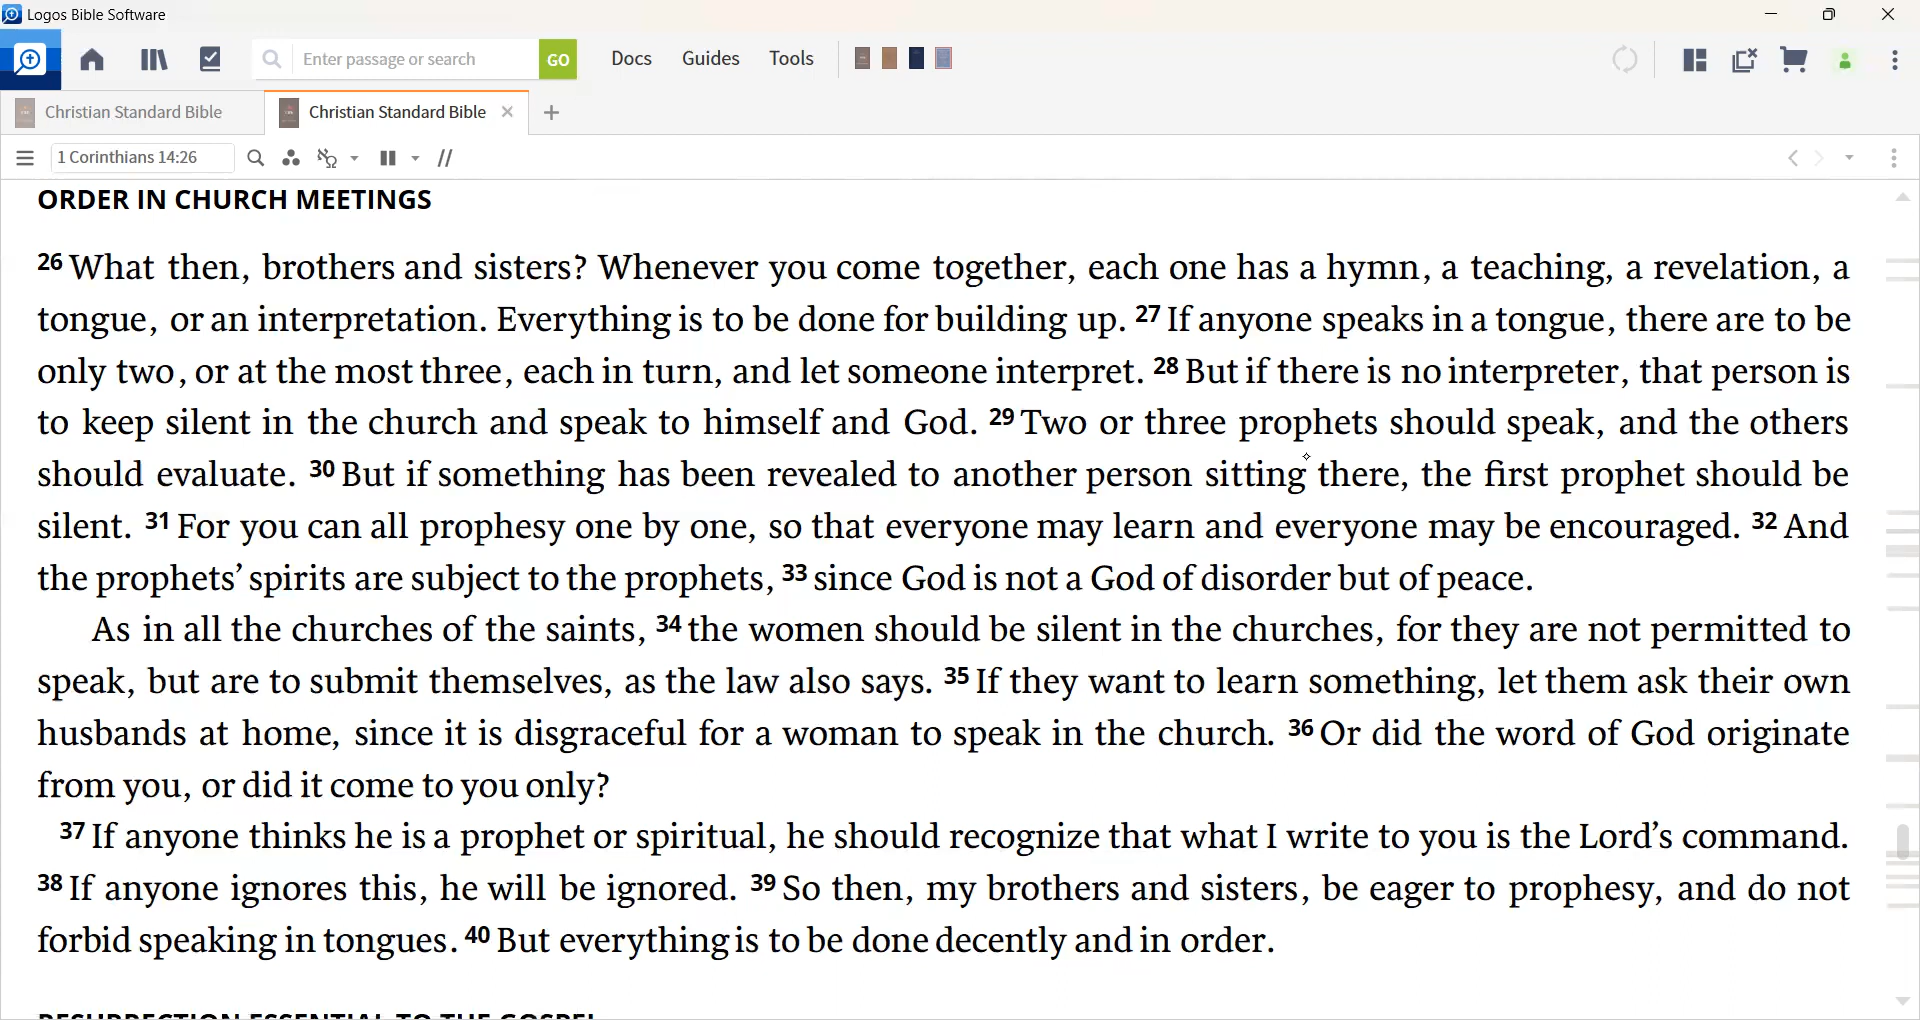 Logos Bible Software
Enter passage or search
GO
Docs
Guides
Tools
Christian Standard Bible
Christian Standard Bible
1 Corinthians 14:26
ORDER IN CHURCH MEETINGS
26 What then, brothers and sisters? Whenever you come together, each one has a hymn, a teaching, a revelation, a
tongue, or an interpretation. Everything is to be done for building up. 27 If anyone speaks in a tongue, there are to be
only two, or at the most three, each in turn, and let someone interpret. 28 But if there is no interpreter, that person is
to keep silent in the church and speak to himself and God. 29 Two or three prophets should speak, and the others
should evaluate. 30 But if something has been revealed to another person sitting there, the first prophet should be
silent. 31 For you can all prophesy one by one, so that everyone may learn and everyone may be encouraged. 32 And
the prophets’ spirits are subject to the prophets, 33 since God is not a God of disorder but of peace.
As in all the churches of the saints, 34 the women should be silent in the churches, for they are not permitted to
speak, but are to submit themselves, as the law also says. 35 If they want to learn something, let them ask their own
husbands at home, since it is disgraceful for a woman to speak in the church. 36 Or did the word of God originate
from you, or did it come to you only?
37 If anyone thinks he is a prophet or spiritual, he should recognize that what I write to you is the Lord’s command.
38 If anyone ignores this, he will be ignored. 39 So then, my brothers and sisters, be eager to prophesy, and do not
forbid speaking in tongues. 40 But everything is to be done decently and in order.
RESURRECTION ESSENTIAL TO THE GOSPEL